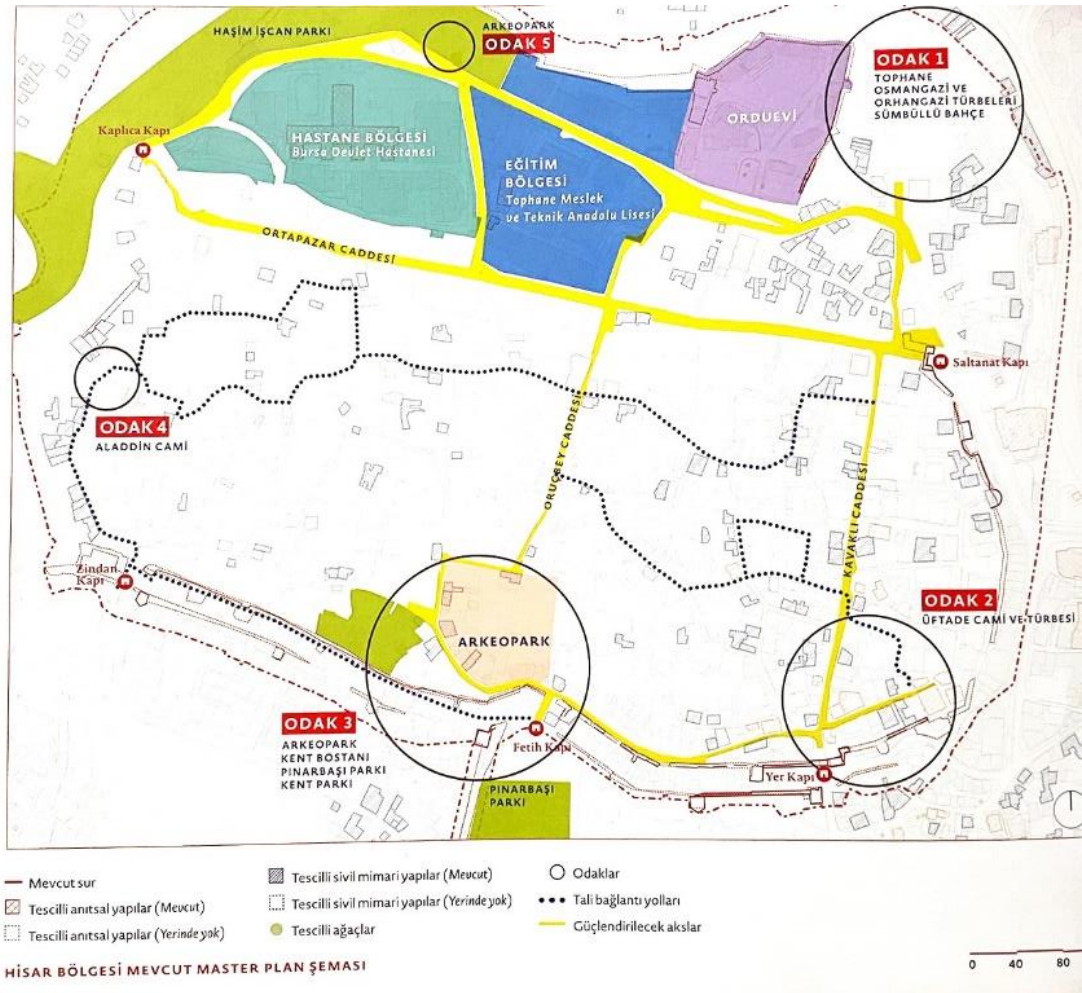 HAŞİM İŞCAN PARKI
ARKEOPARK
ODAK 5
ODAK 1
TOPHANE
OSMANGAZİ VE
ORHANGAZİ TÜRBELERİ
SÜMBÜLLÜ BAHÇE
ORDUEVİ
Kaplıca Kapı
HASTANE BÖLGESİ
Bursa Devlet Hastanesi
EĞİTİM
BÖLGESİ
Tophane Meslek
ve Teknik Anadolu Lisesi
ORTAPAZAR CADDESİ
Saltanat Kapı
ODAK 4
ALADDİN CAMİ
ORUÇBEY CADDESİ
KAVAKLI CADDESİ
Zindan
Kapı
ODAK 2
ÜFTADE CAMİ VE TÜRBESİ
ARKEOPARK
ODAK 3
ARKEOPARK
KENT BOSTANI
PINARBAŞI PARKI
KENT PARKI
Fetih Kapı
Yer Kapı
PINARBAŞI
PARKI
Mevcut sur
Tescilli anıtsal yapılar (Mevcut)
Tescilli anıtsal yapılar (Yerinde yok)
Tescilli sivil mimari yapılar (Mevcut)
Tescilli sivil mimari yapılar (Yerinde yok)
Tescilli ağaçlar
Odaklar
Tali bağlantı yolları
Güçlendirilecek akslar
HİSAR BÖLGESİ MEVCUT MASTER PLAN ŞEMASI
0 40 80